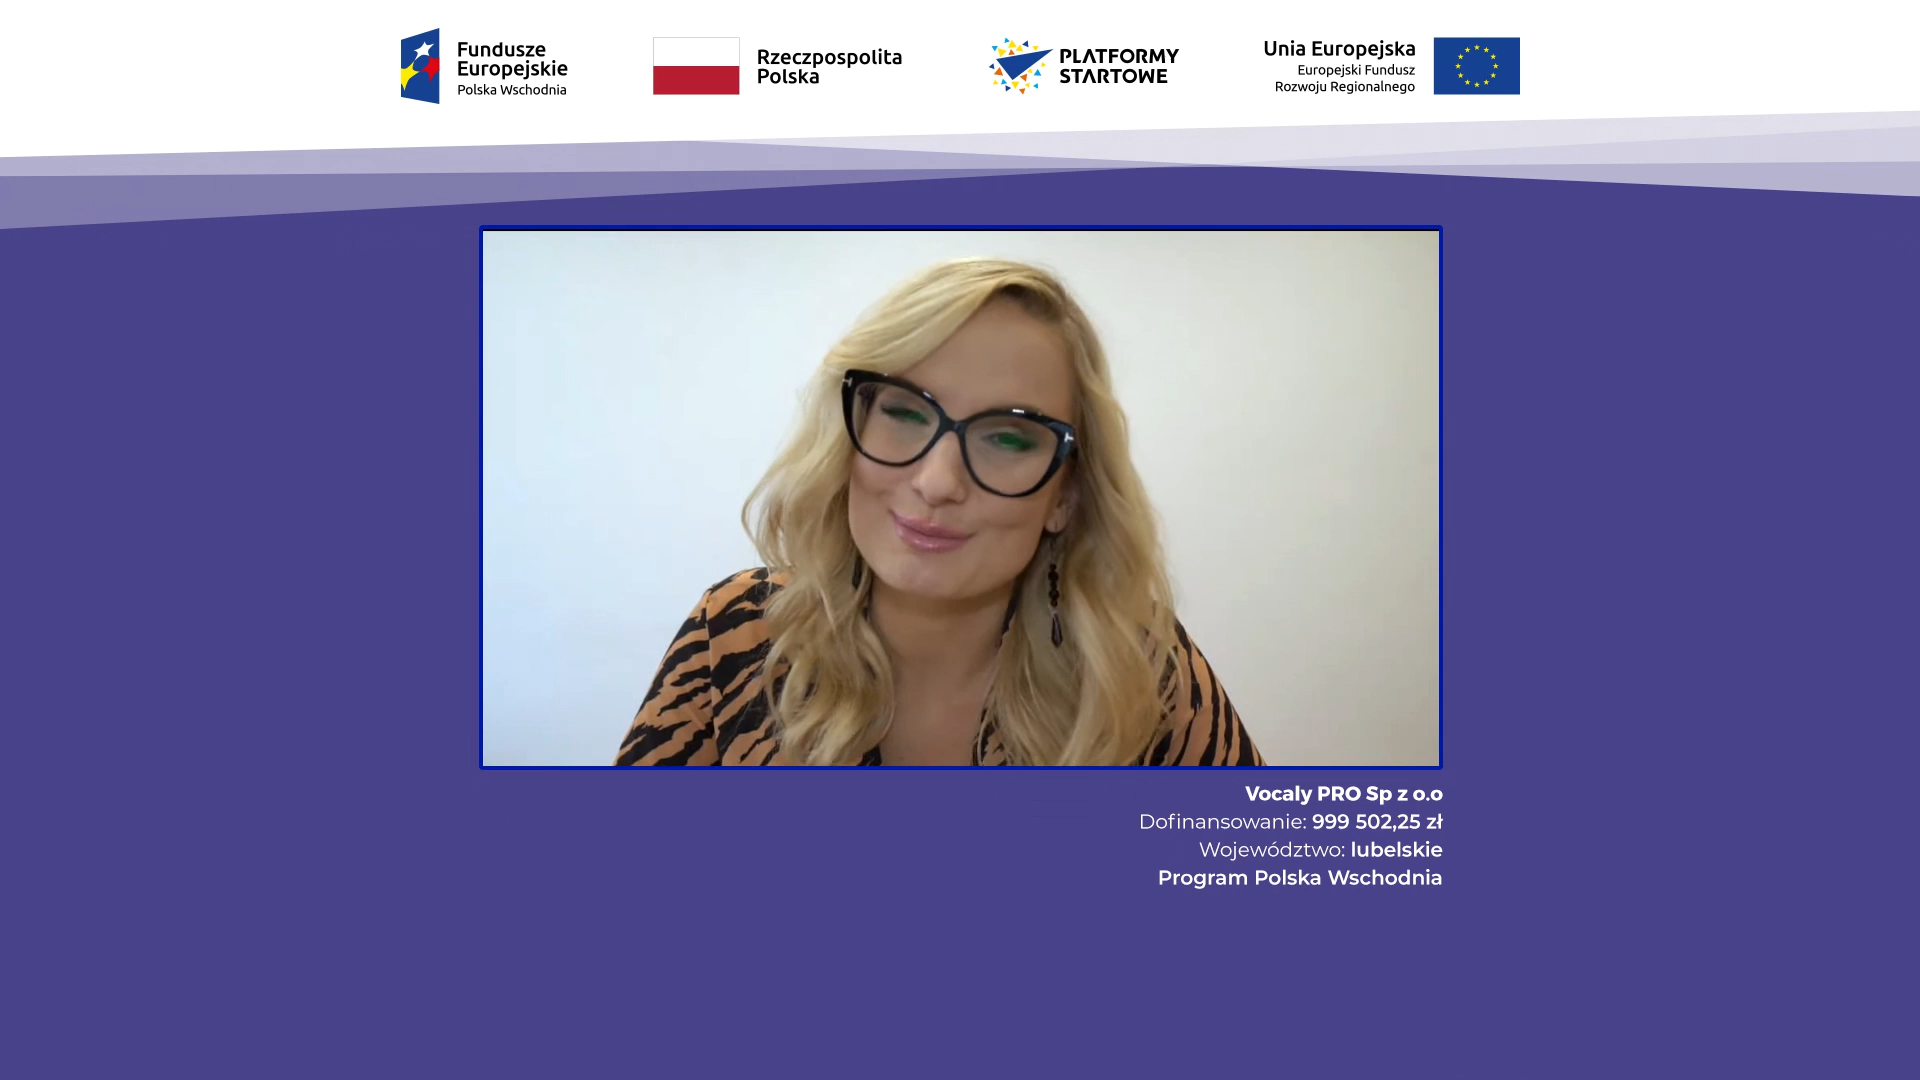 Fundusze
Europejskie
Polska Wschodnia
Rzeczpospolita
Polska
PLATFORMY
STARTOWE
Unia Europejska
Europejski Fundusz
Rozwoju Regionalnego
Vocaly PRO Sp z o.o
Dofinansowanie: 999 502,25 zł
Województwo: lubelskie
Program Polska Wschodnia